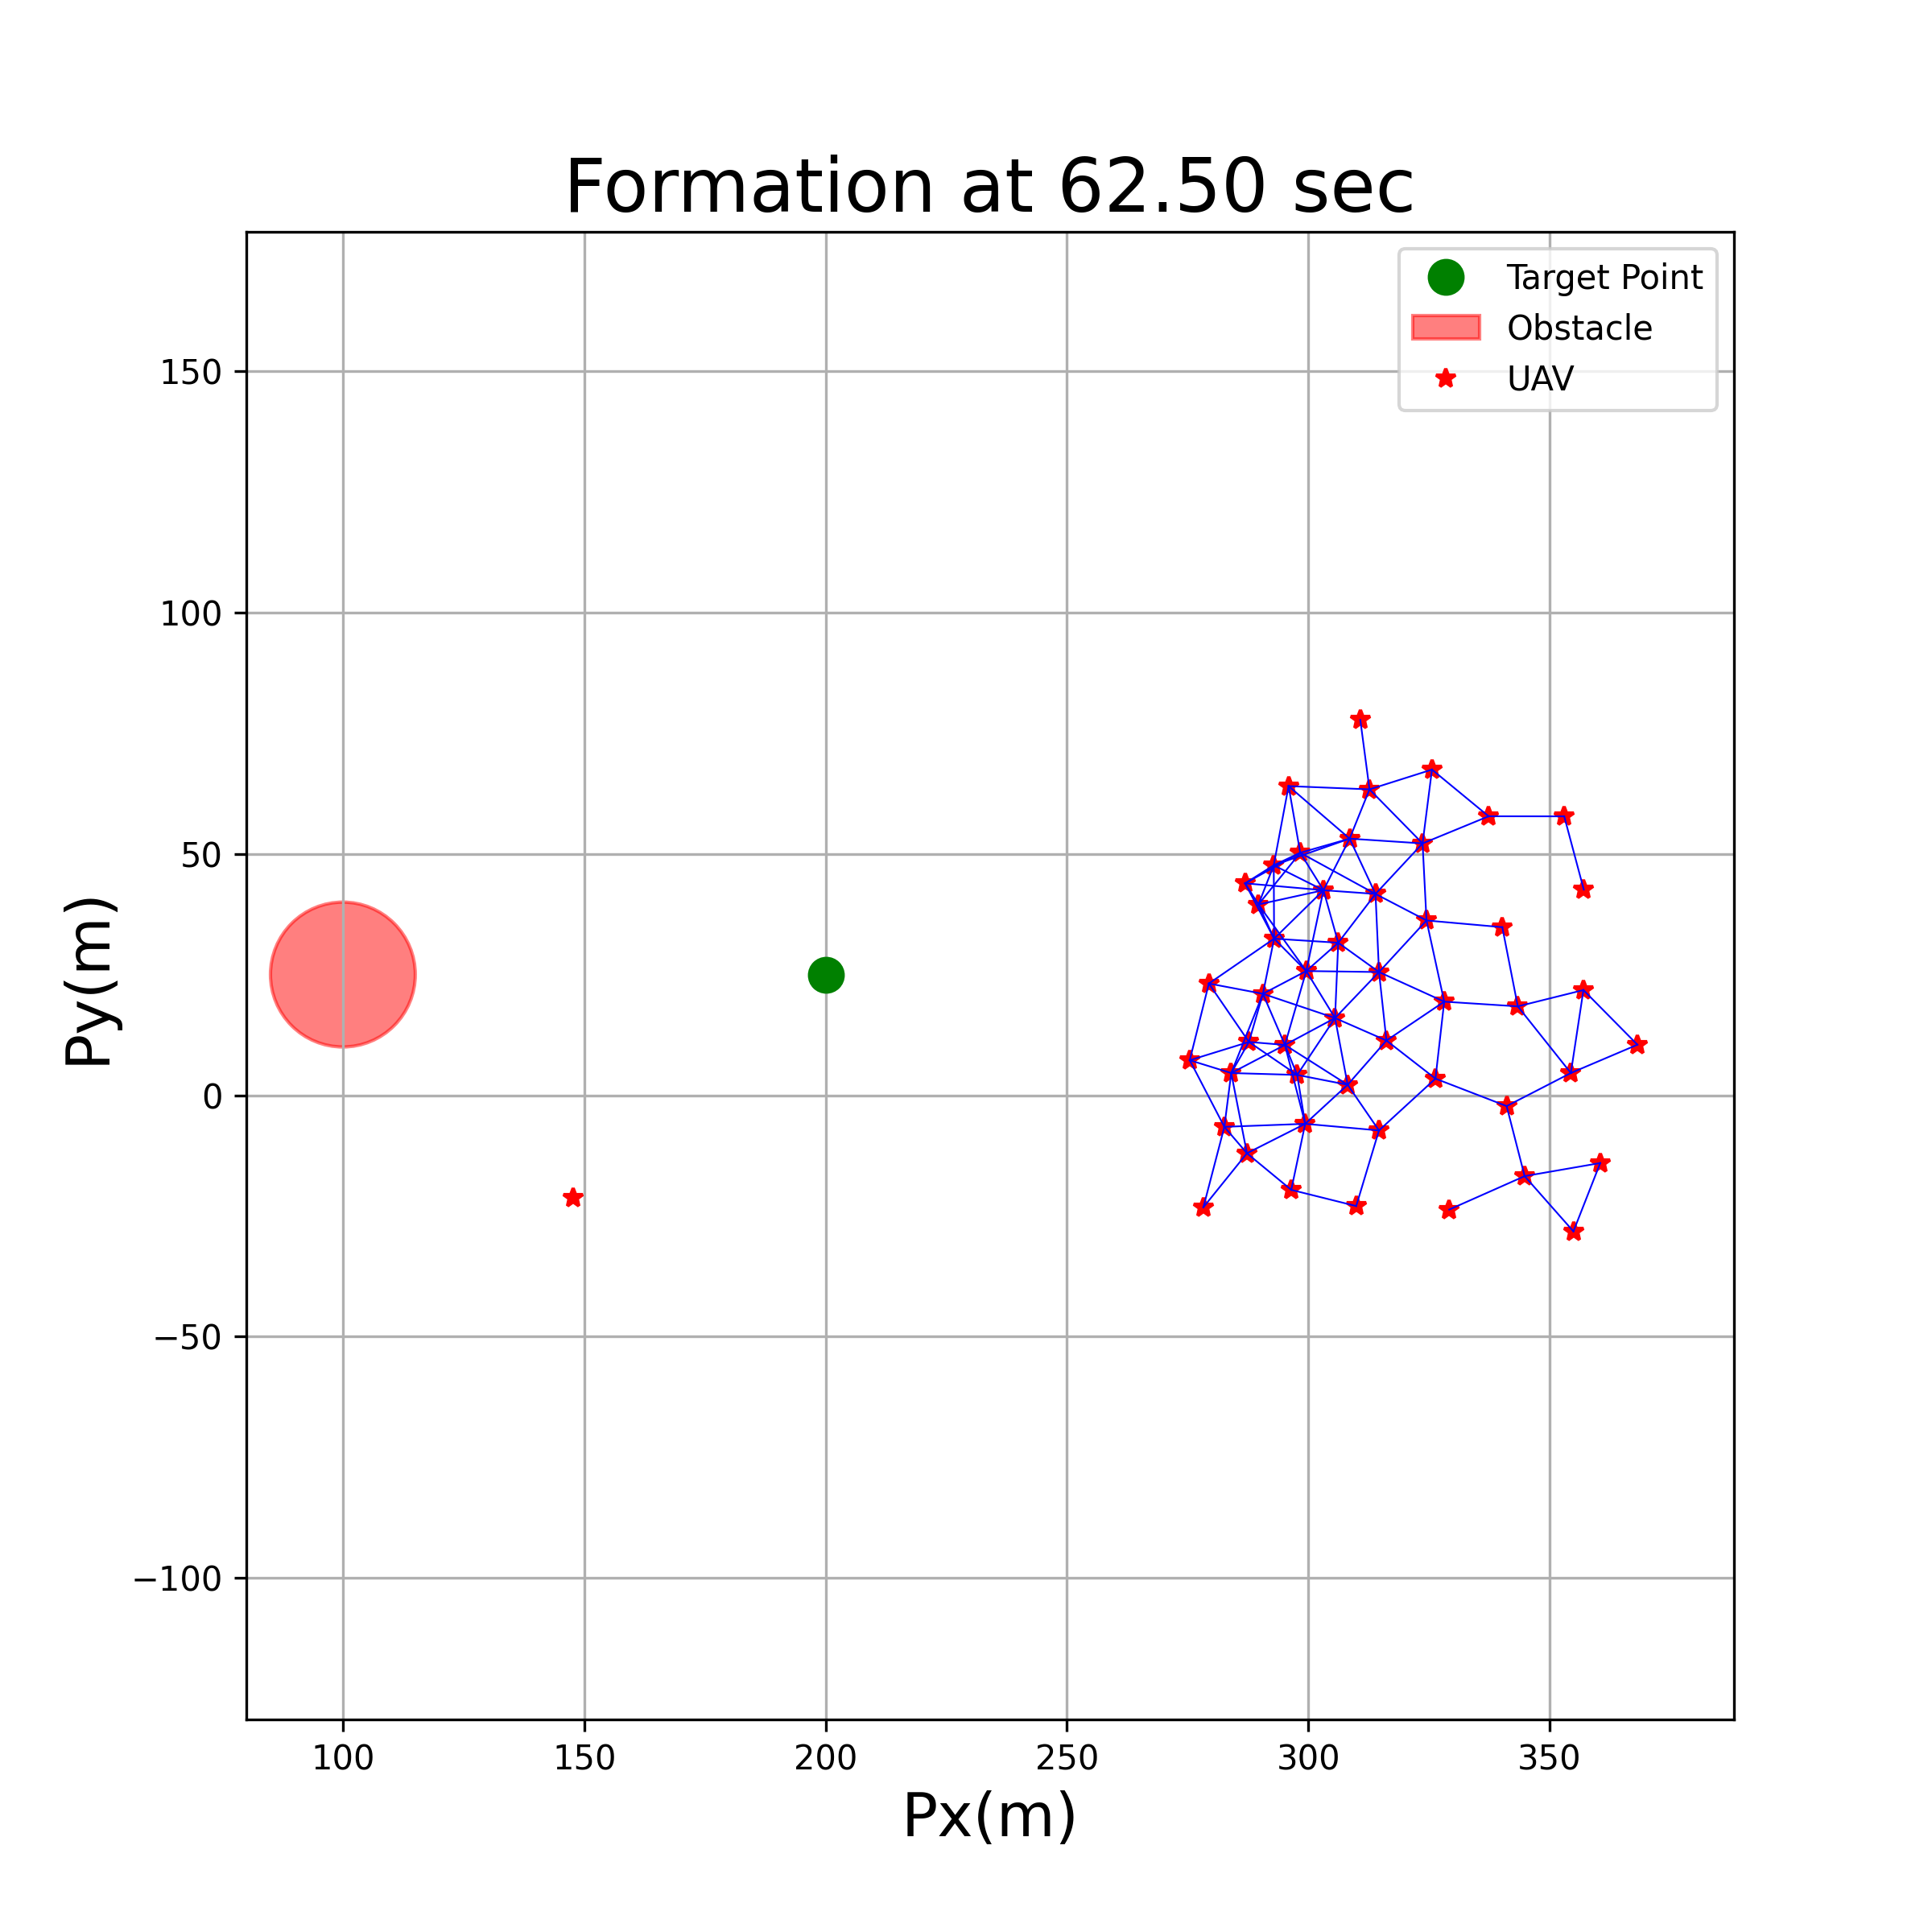 Formation at 62.50 sec
Target Point
Obstacle
UAV
150
100
50
0
−50
−100
Py(m)
100 150 200 250 300 350
Px(m)